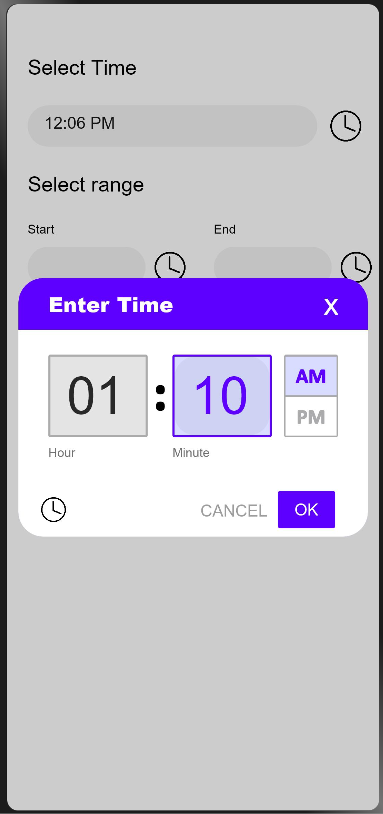 Select Time
12:06 PM
Select range
Start End
Enter Time X
01 : 10 AM
PM
Hour Minute
CANCEL OK